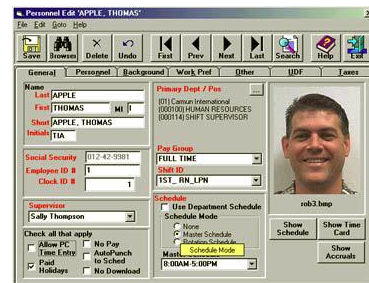 Personnel Edit 'APPLE, THOMAS'
File Edit Goto Help
Save Browser Delete Undo First Prev Next Last Search Help Exit
General Personnel Background Work Pref Other UDF Taxes
Name
Last APPLE
First THOMAS MI
Short APPLE, THOMAS
Initials TIA
Primary Dept / Pos ...
(01) Camun International
(000100) HUMAN RESOURCES
(000114) SHIFT SUPERVISOR
Social Security 012-42-9981
Employee ID # 1
Clock ID # 1
Pay Group
FULL TIME
Shift ID
1ST_RN_LPN
rob3.bmp
Supervisor
Sally Thompson
Schedule
Use Department Schedule
Schedule Mode
None
Master Schedule
Rotation Schedule
Schedule Mode
8:00AM-5:00PM
Check all that apply
Allow PC Time Entry
Paid Holidays
No Pay
AutoPunch to Sched
No Download
Show Schedule
Show Time Card
Show Accruals